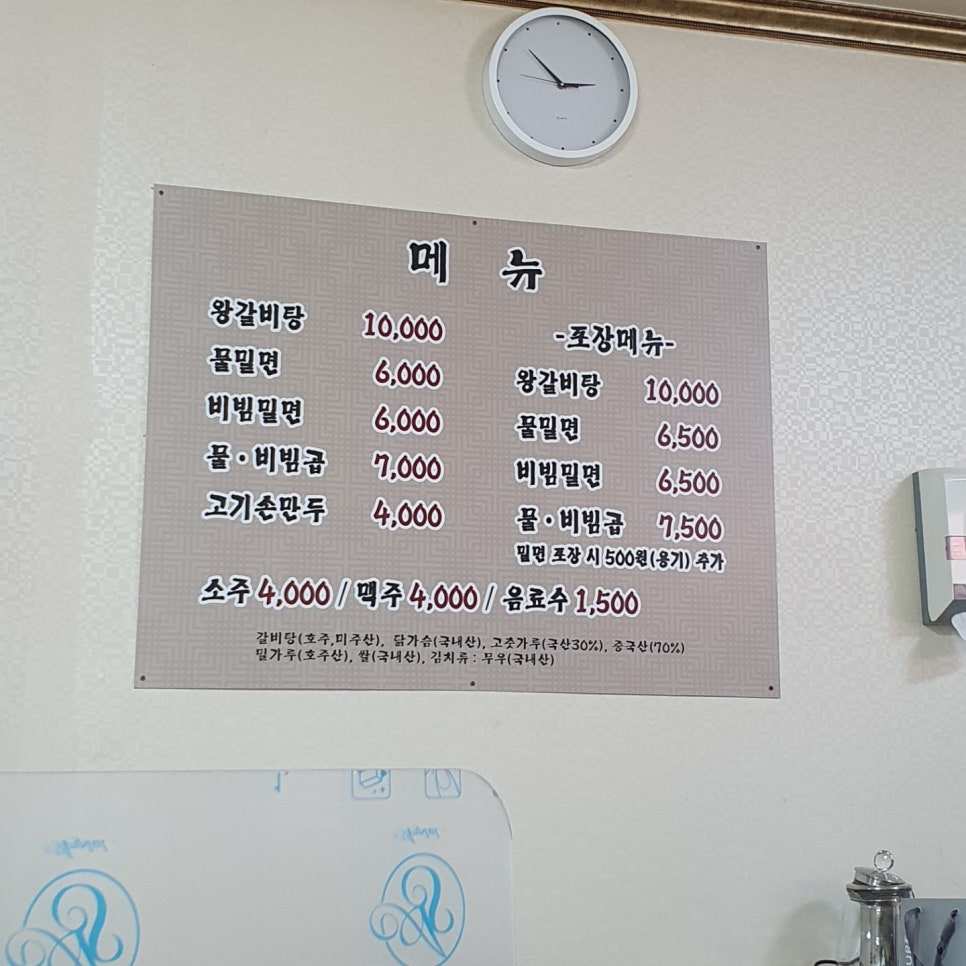 메 뉴
왕갈비탕 10,000
물밀면 6,000
비빔밀면 6,000
물·비빔곱 7,000
고기손만두 4,000
-포장메뉴-
왕갈비탕 10,000
물밀면 6,500
비빔밀면 6,500
물·비빔곱 7,500
밀면 포장 시 500원(용기) 추가
소주 4,000 / 맥주 4,000 / 음료수 1,500
갈비탕(호주,미주산), 닭가슴(국내산), 고춧가루(국산30%), 중국산(70%)
밀가루(호주산), 쌀(국내산), 김치류 : 무우(국내산)